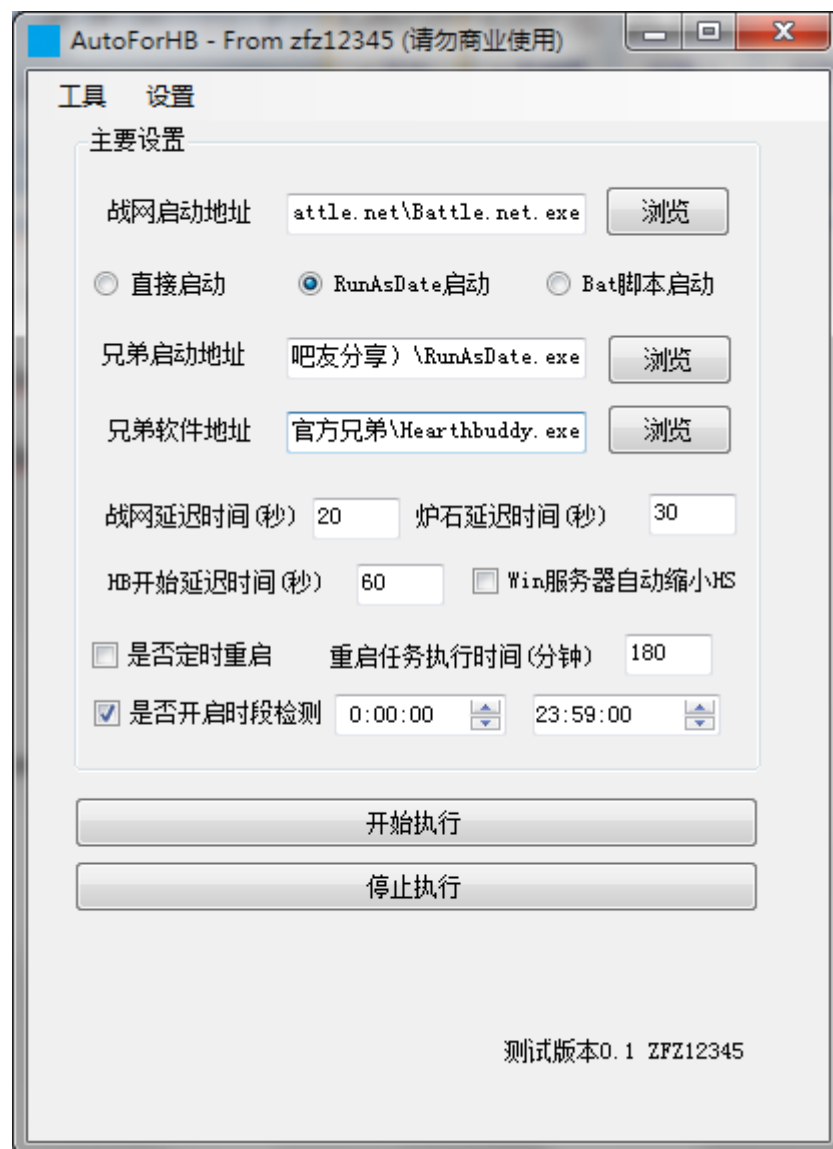 AutoForHB - From zfz12345 (请勿商业使用)
工具 设置
主要设置
战网启动地址 attle.net\Battle.net.exe 浏览
直接启动 RunAsDate启动 Bat脚本启动
兄弟启动地址 吧友分享）\RunAsDate.exe 浏览
兄弟软件地址 官方兄弟\Hearthbuddy.exe 浏览
战网延迟时间(秒) 20 炉石延迟时间(秒) 30
HB开始延迟时间(秒) 60 Win服务器自动缩小HS
是否定时重启 重启任务执行时间(分钟) 180
是否开启时段检测 0:00:00 23:59:00
开始执行
停止执行
测试版本0.1 ZFZ12345